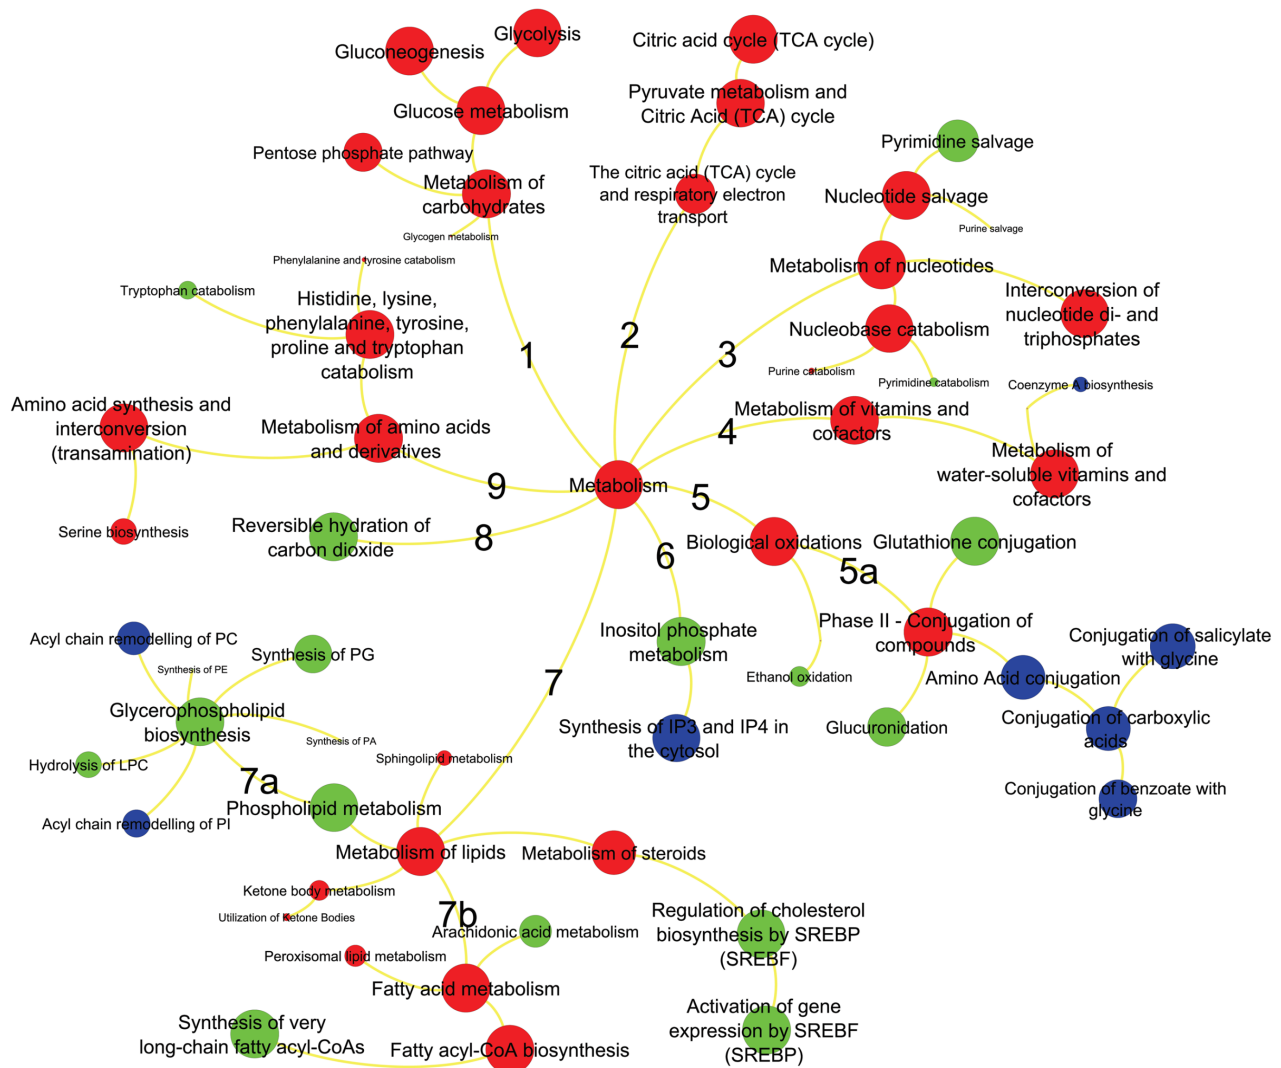 Glycolysis
Gluconeogenesis
Citric acid cycle (TCA cycle)
Glucose metabolism
Pyruvate metabolism and
Citric Acid (TCA) cycle
Pentose phosphate pathway
Pyrimidine salvage
Metabolism of
carbohydrates
The citric acid (TCA) cycle
and respiratory electron
transport
Nucleotide salvage
Purine salvage
Glycogen metabolism
Phenylalanine and tyrosine catabolism
Metabolism of nucleotides
Tryptophan catabolism
Histidine, lysine,
phenylalanine, tyrosine,
proline and tryptophan
catabolism
Interconversion of
nucleotide di- and
triphosphates
Nucleobase catabolism
1
2
3
Purine catabolism
Pyrimidine catabolism
Coenzyme A biosynthesis
Amino acid synthesis and
interconversion
(transamination)
Metabolism of amino acids
and derivatives
4
Metabolism of vitamins and
cofactors
Metabolism of
water-soluble vitamins and
cofactors
9
Metabolism
5
Serine biosynthesis
Reversible hydration of
carbon dioxide
8
6
Biological oxidations
Glutathione conjugation
5a
Acyl chain remodelling of PC
Synthesis of PE
Synthesis of PG
Inositol phosphate
metabolism
Phase II - Conjugation of
compounds
Conjugation of salicylate
with glycine
Ethanol oxidation
Amino Acid conjugation
7
Glycerophospholipid
biosynthesis
Synthesis of PA
Synthesis of IP3 and IP4 in
the cytosol
Glucuronidation
Conjugation of carboxylic
acids
Hydrolysis of LPC
Sphingolipid metabolism
7a
Conjugation of benzoate with
glycine
Phospholipid metabolism
Acyl chain remodelling of PI
Metabolism of lipids
Metabolism of steroids
Ketone body metabolism
Utilization of Ketone Bodies
7b
Arachidonic acid metabolism
Regulation of cholesterol
biosynthesis by SREBP
(SREBF)
Peroxisomal lipid metabolism
Fatty acid metabolism
Synthesis of very
long-chain fatty acyl-CoAs
Fatty acyl-CoA biosynthesis
Activation of gene
expression by SREBF
(SREBP)